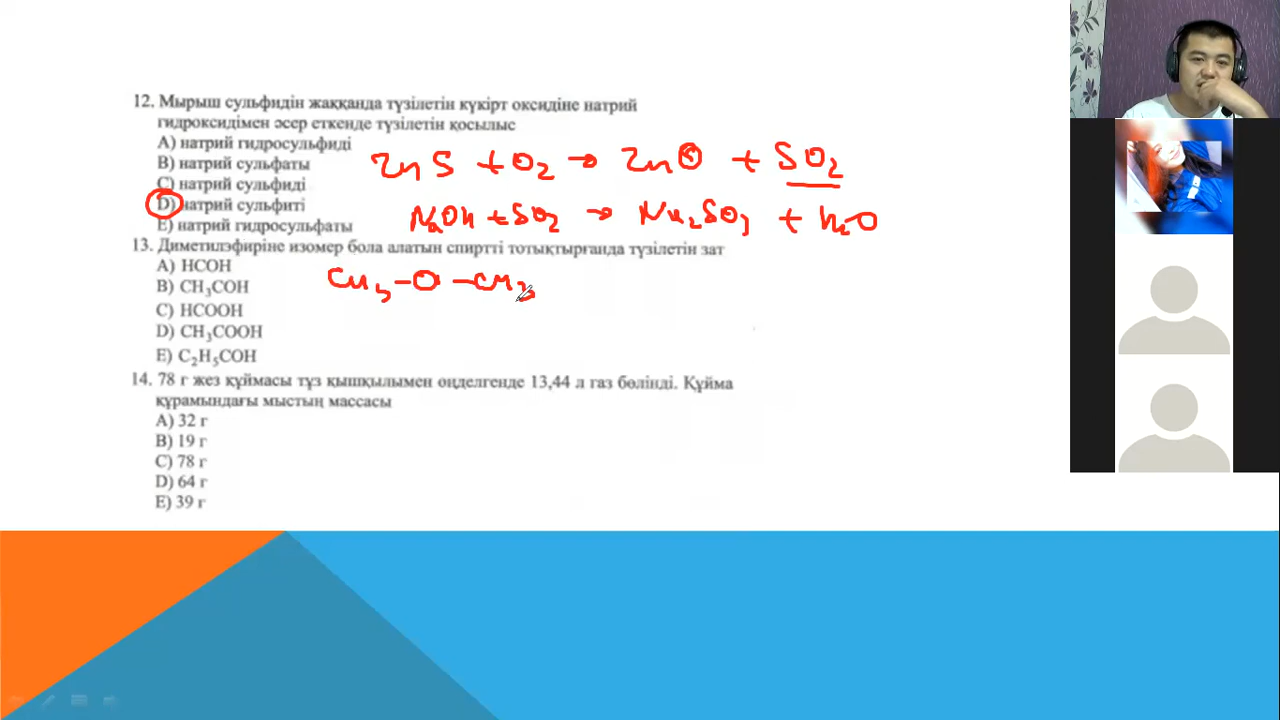 12. Мырыш сульфидін жаққанда түзілетін күкірт оксидіне натрий
гидроксидімен әсер еткенде түзілетін қосылыс
A) натрий гидросульфиді
B) натрий сульфаты
C) натрий сульфиді
D) натрий сульфиті
E) натрий гидросульфаты
ZnS + O2 → ZnO + SO2
NaOH + SO2 → Na2SO3 + H2O
13. Диметилэфиріне изомер бола алатын спиртті тотықтырғанда түзілетін зат
A) HCOH
B) CH3COH
C) HCOOH
D) CH3COOH
E) C2H5COH
CH3-O-CH3
14. 78 г жез құймасы тұз қышқылымен өңделгенде 13,44 л газ бөлінді. Құйма
құрамындағы мыстың массасы
A) 32 г
B) 19 г
C) 78 г
D) 64 г
E) 39 г